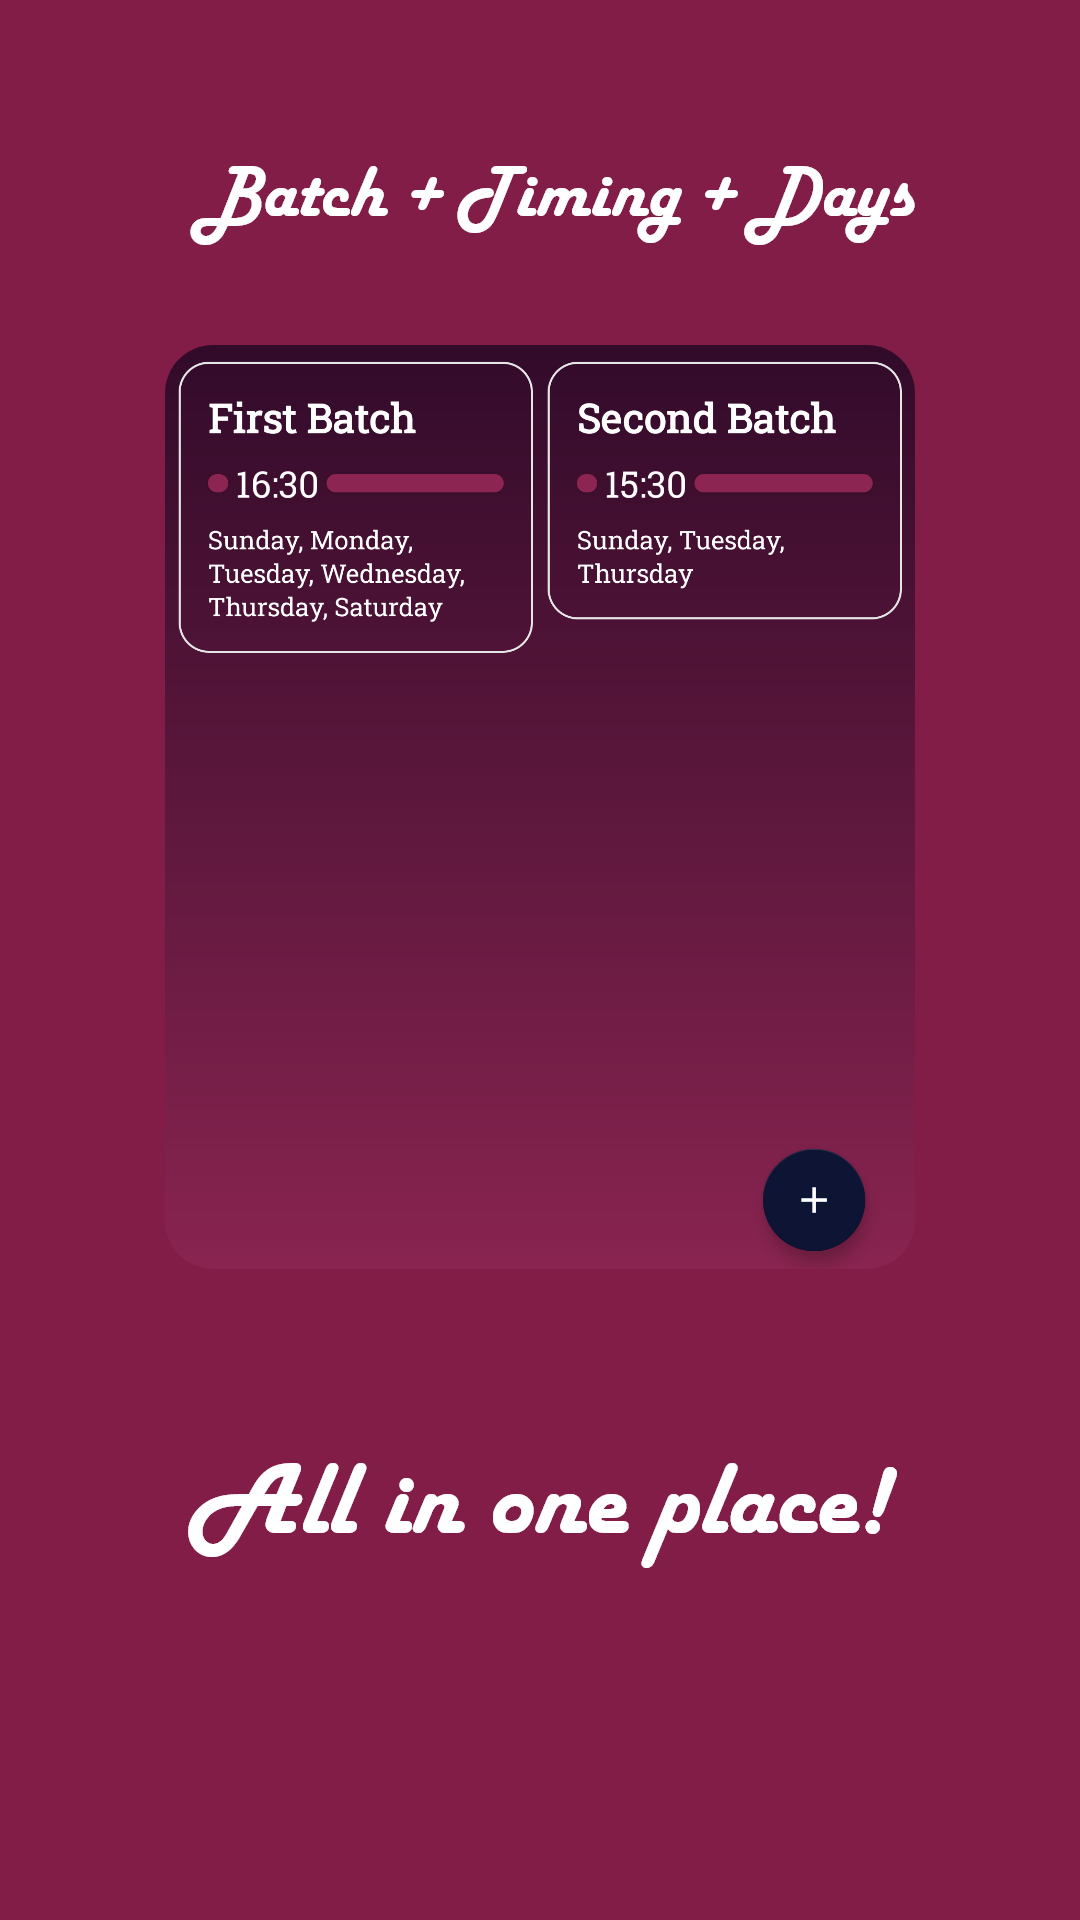 Batch + Timing + Days
First Batch
16:30
Sunday, Monday,
Tuesday, Wednesday,
Thursday, Saturday
Second Batch
15:30
Sunday, Tuesday,
Thursday
+
All in one place!